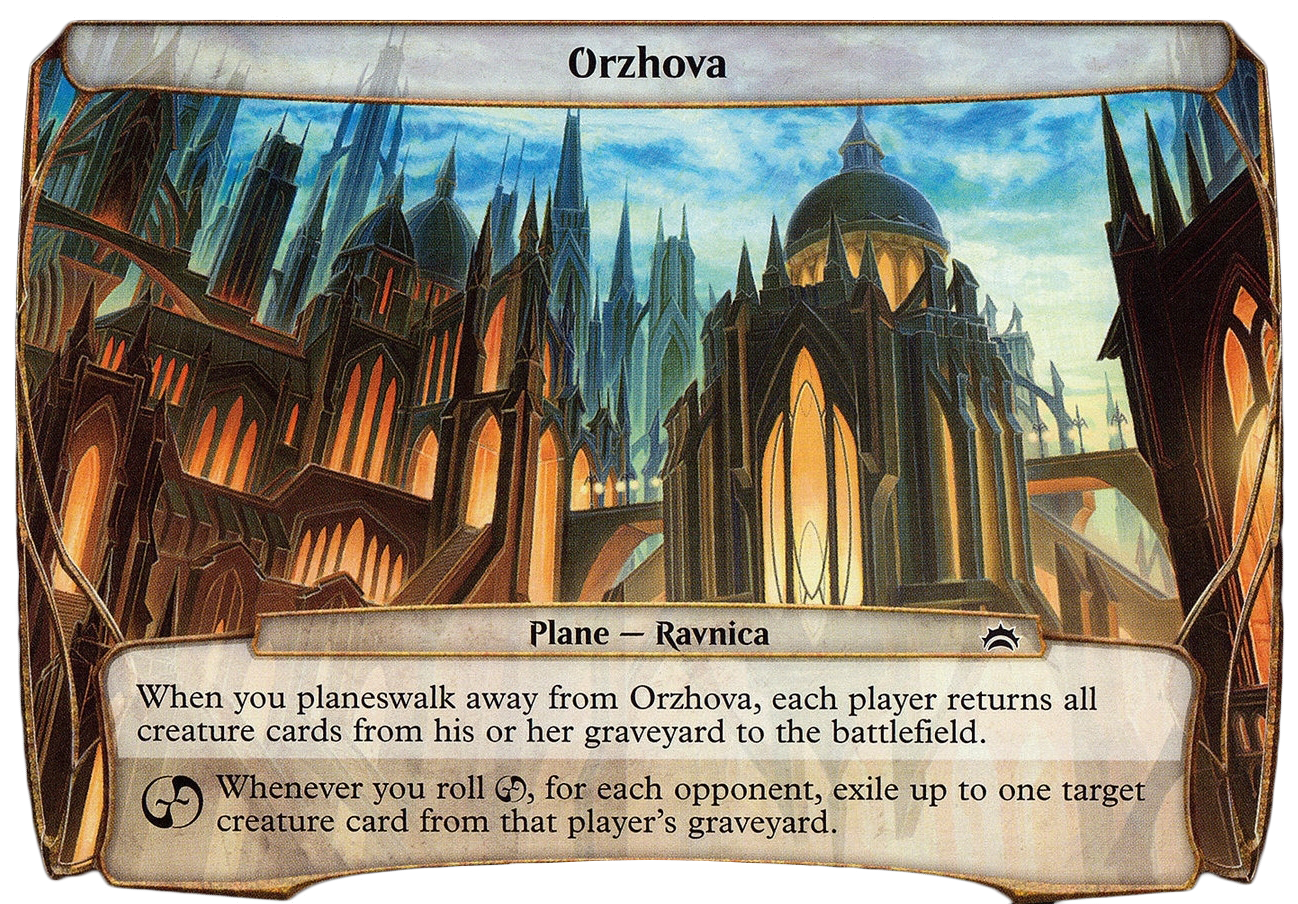 Orzhova
Plane — Ravnica
When you planeswalk away from Orzhova, each player returns all
creature cards from his or her graveyard to the battlefield.
Whenever you roll , for each opponent, exile up to one target
creature card from that player's graveyard.